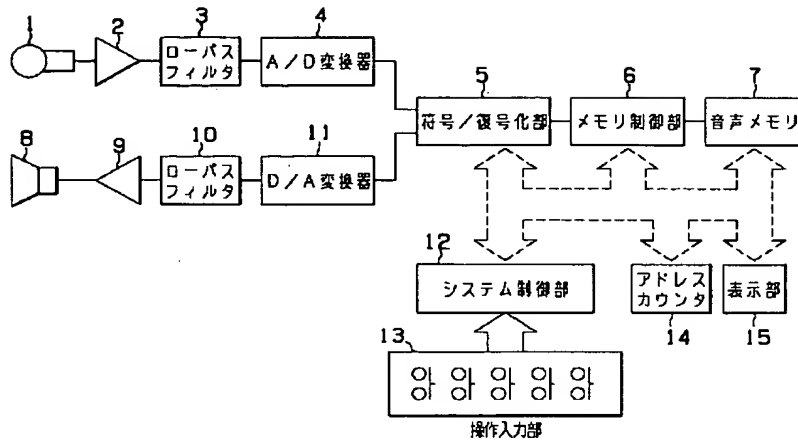 1
2
3
ローパス
フィルタ
4
A/D変換器
5
符号/復号化部
6
メモリ制御部
7
音声メモリ
8
9
10
ローパス
フィルタ
11
D/A変換器
12
システム制御部
アドレス
カウンタ
14
表示部
15
13
操作入力部